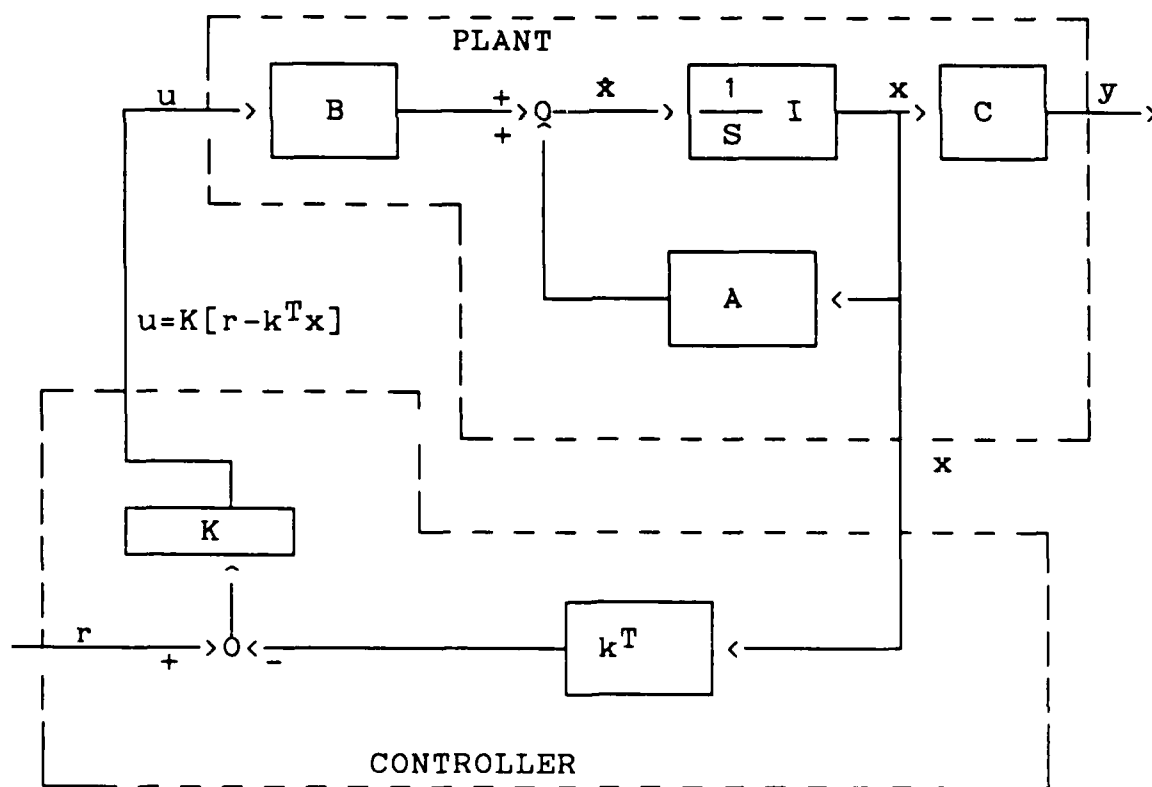 PLANT
u
B
+
+
ẋ
1
S
I
x
C
y
A
u=K[r-kᵀx]
x
K
r
+
-
kᵀ
CONTROLLER